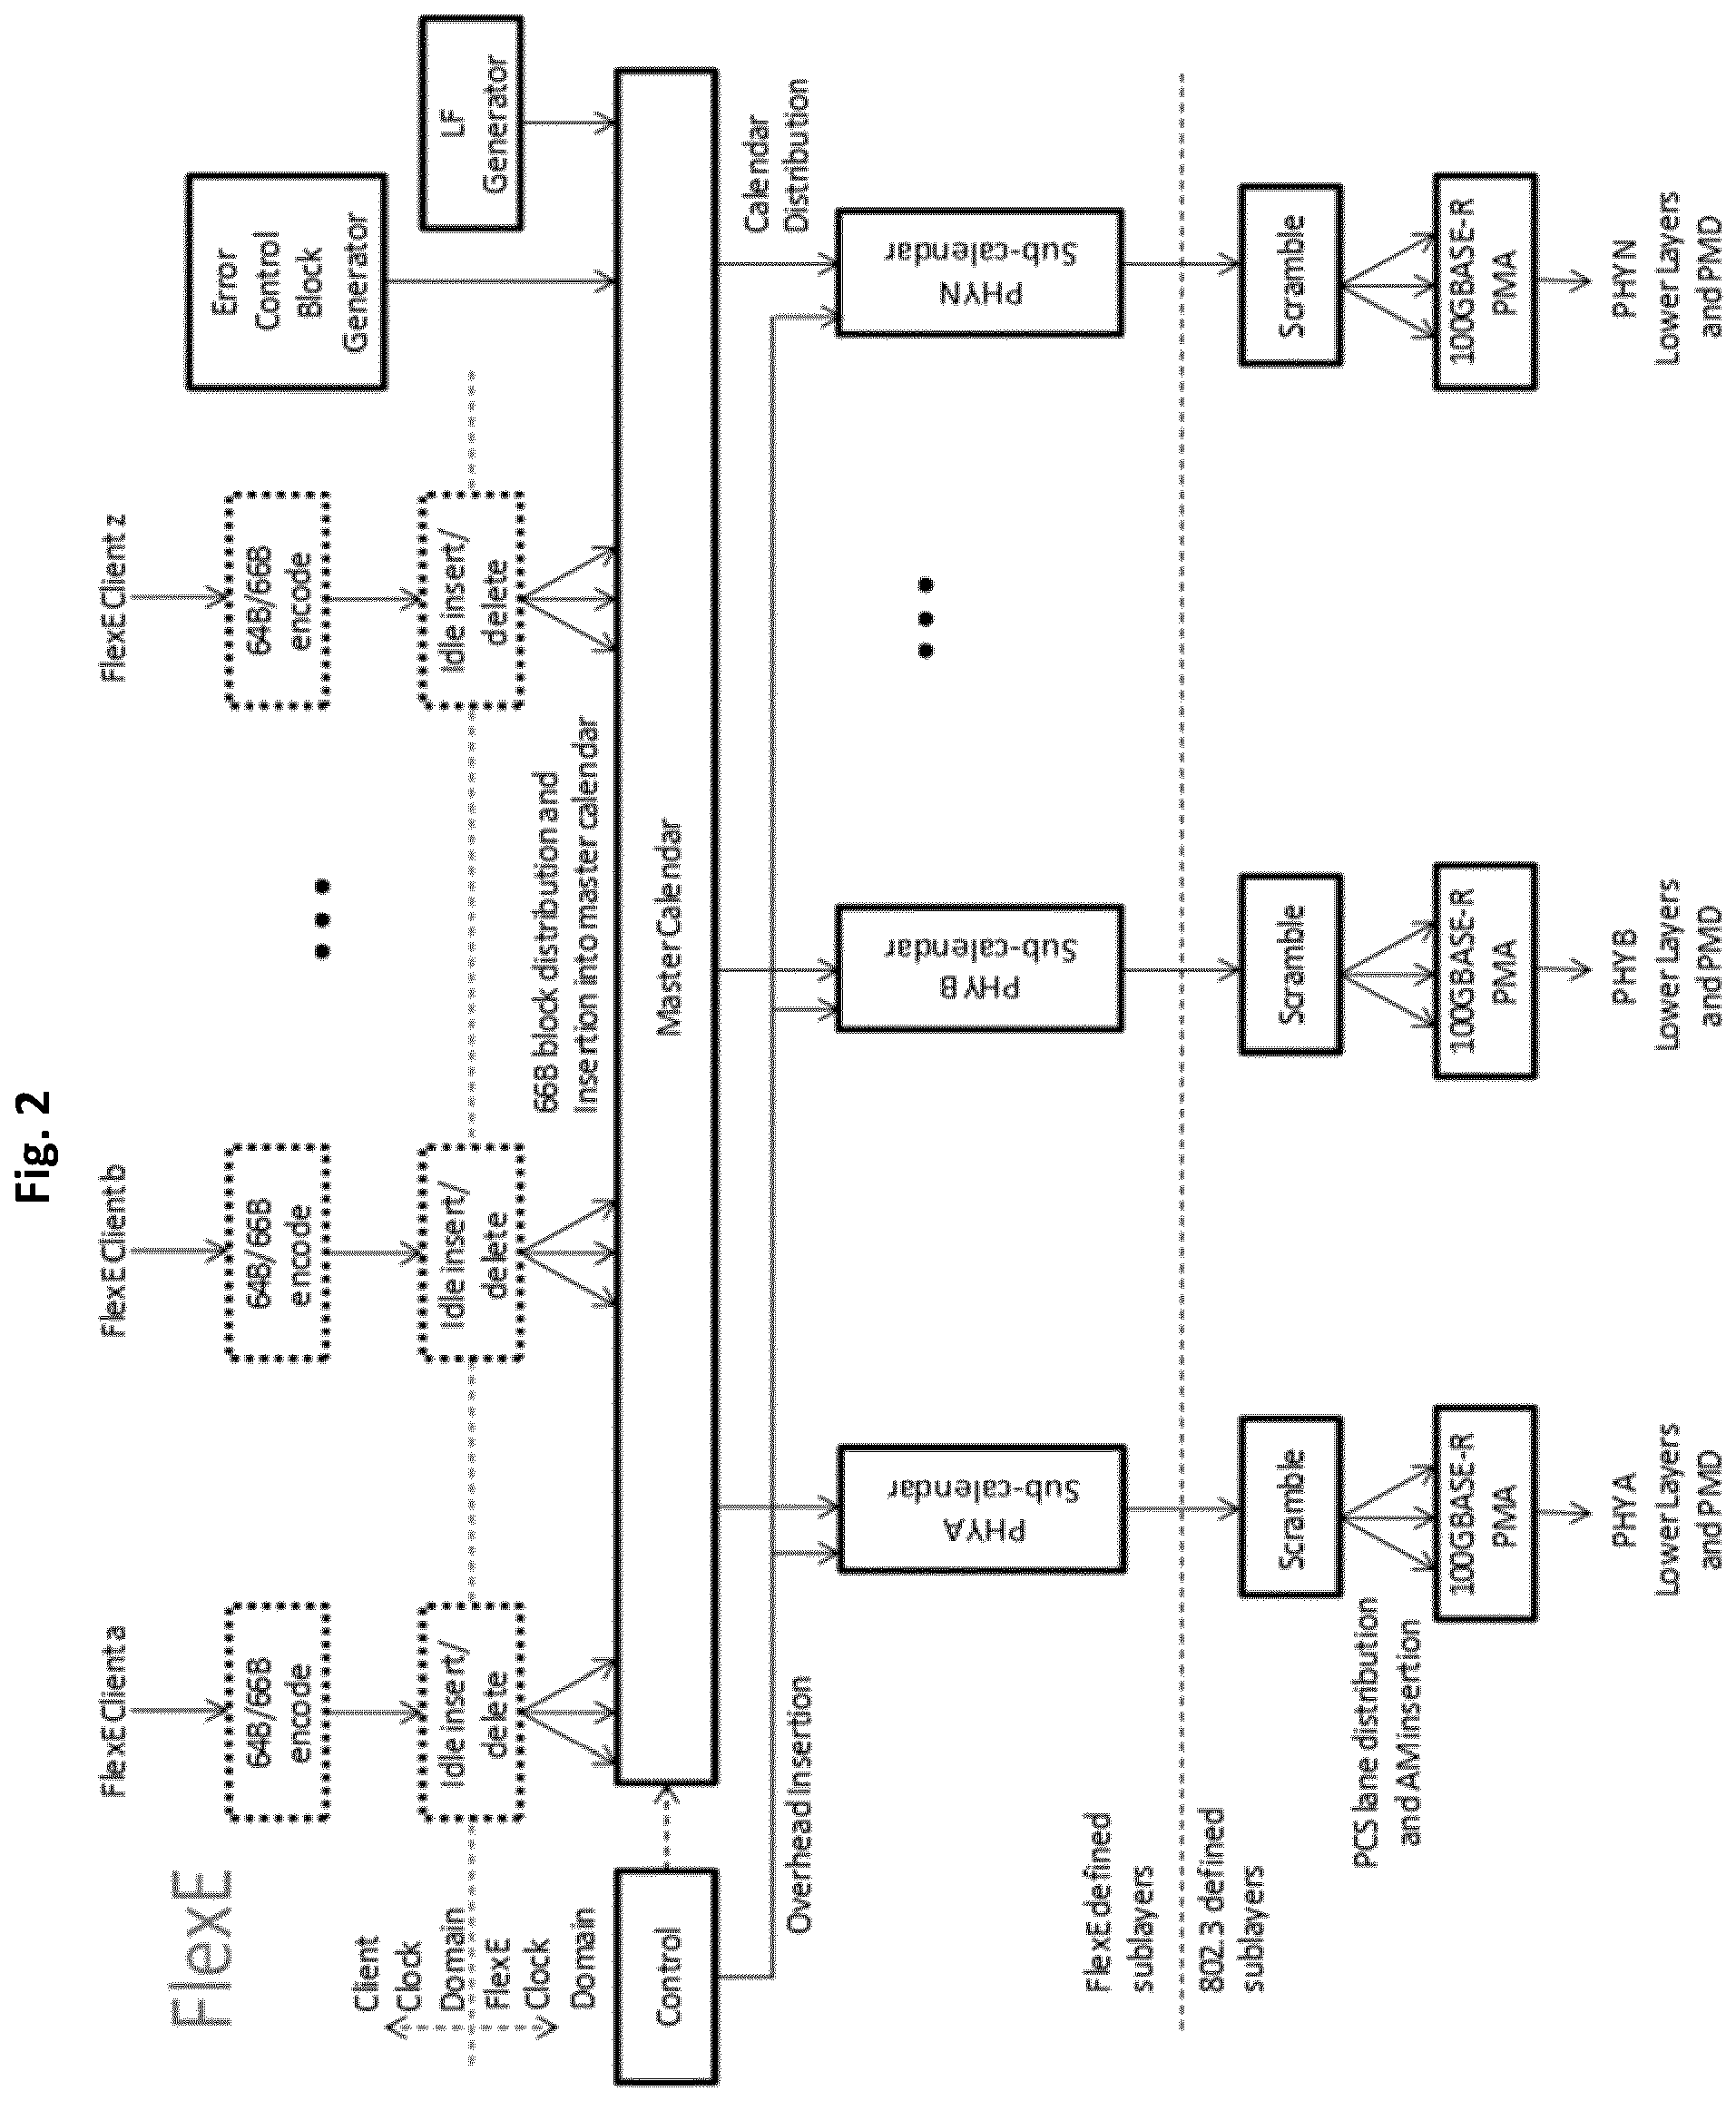 Fig. 2
FlexE
FlexE Client a
FlexE Client b
FlexE Client z
64B/66B
encode
64B/66B
encode
64B/66B
encode
Error
Control
Block
Generator
LF
Generator
Client
Clock
Domain
FlexE
Clock
Domain
Idle insert/
delete
Idle insert/
delete
Idle insert/
delete
66B block distribution and
Insertion into master calendar
Control
Master Calendar
Overhead Insertion
Calendar
Distribution
PHY A
Sub-calendar
PHY B
Sub-calendar
PHY N
Sub-calendar
FlexE defined
sublayers
802.3 defined
sublayers
Scramble
Scramble
Scramble
PCS lane distribution
and AM insertion
100GBASE-R
PMA
100GBASE-R
PMA
100GBASE-R
PMA
PHY A
Lower Layers
and PMD
PHY B
Lower Layers
and PMD
PHY N
Lower Layers
and PMD